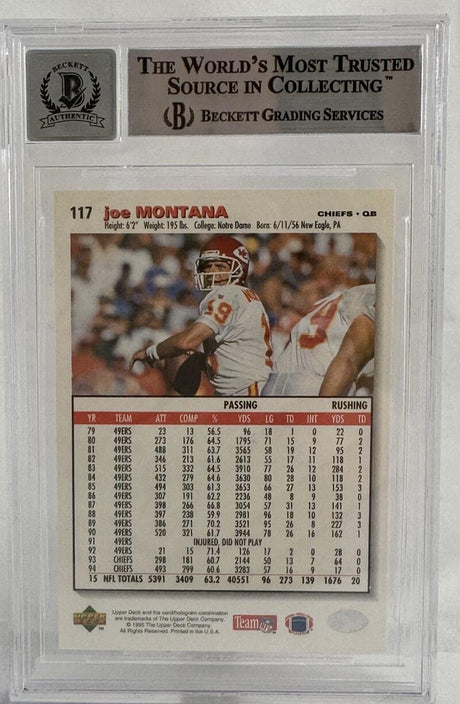 BECKETT
B
AUTHENTIC
THE WORLD'S MOST TRUSTED
SOURCE IN COLLECTING™
B BECKETT GRADING SERVICES
117 joe MONTANA CHIEFS • QB
Height: 6'2" Weight: 195 lbs. College: Notre Dame Born: 6/11/56 New Eagle, PA
19
PASSING RUSHING
YR TEAM ATT COMP % YDS LG TD INT YDS TD
79 49ERS 23 13 56.5 96 18 1 0 22 0
80 49ERS 273 176 64.5 1795 71 15 9 77 2
81 49ERS 488 311 63.7 3565 58 19 12 95 2
82 49ERS 346 213 61.6 2613 55 17 11 118 1
83 49ERS 515 332 64.5 3910 77 26 12 284 2
84 49ERS 432 279 64.6 3630 80 28 10 118 2
85 49ERS 494 303 61.3 3653 66 27 13 153 3
86 49ERS 307 191 62.2 2236 48 8 9 38 0
87 49ERS 398 266 66.8 3054 57 31 13 141 1
88 49ERS 397 238 59.9 2981 96 18 10 132 3
89 49ERS 386 271 70.2 3521 95 26 8 227 3
90 49ERS 520 321 61.7 3944 78 26 16 162 1
91 49ERS INJURED, DID NOT PLAY
92 49ERS 21 15 71.4 126 17 2 0 28 0
93 CHIEFS 298 181 60.7 2144 50 13 7 64 0
94 CHIEFS 493 299 60.6 3283 57 16 9 17 0
15 NFL TOTALS 5391 3409 63.2 40551 96 273 139 1676 20
UPPER DECK
Upper Deck and the card/hologram combination
are trademarks of The Upper Deck Company.
© 1995 The Upper Deck Company.
All Rights Reserved. Printed in the U.S.A.
Team NFL